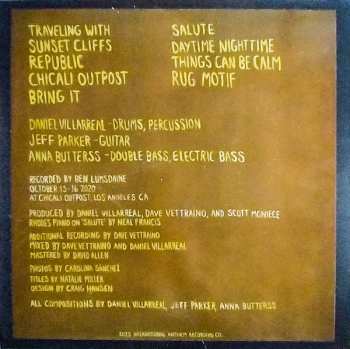 TRAVELING WITH
SUNSET CLIFFS
REPUBLIC
CHICALI OUTPOST
BRING IT
SALUTE
DAYTIME NIGHTTIME
THINGS CAN BE CALM
RUG MOTIF
DANIEL VILLARREAL - DRUMS, PERCUSSION
JEFF PARKER - GUITAR
ANNA BUTTERSS - DOUBLE BASS, ELECTRIC BASS
RECORDED BY BEN LUMSDAINE
OCTOBER 15-16 2020
AT CHICALI OUTPOST, LOS ANGELES CA
PRODUCED BY DANIEL VILLARREAL, DAVE VETTRAINO, AND SCOTT MCNIECE
RHODES PIANO ON "SALUTE" BY NEAL FRANCIS
ADDITIONAL RECORDING BY DAVE VETTRAINO
MIXED BY DAVE VETTRAINO AND DANIEL VILLARREAL
MASTERED BY DAVID ALLEN
PHOTOS BY CAROLINA SÁNCHEZ
TITLES BY NATALIE MILLER
DESIGN BY CRAIG HANSEN
ALL COMPOSITIONS BY DANIEL VILLARREAL, JEFF PARKER, ANNA BUTTERSS
2023 INTERNATIONAL ANTHEM RECORDING CO.